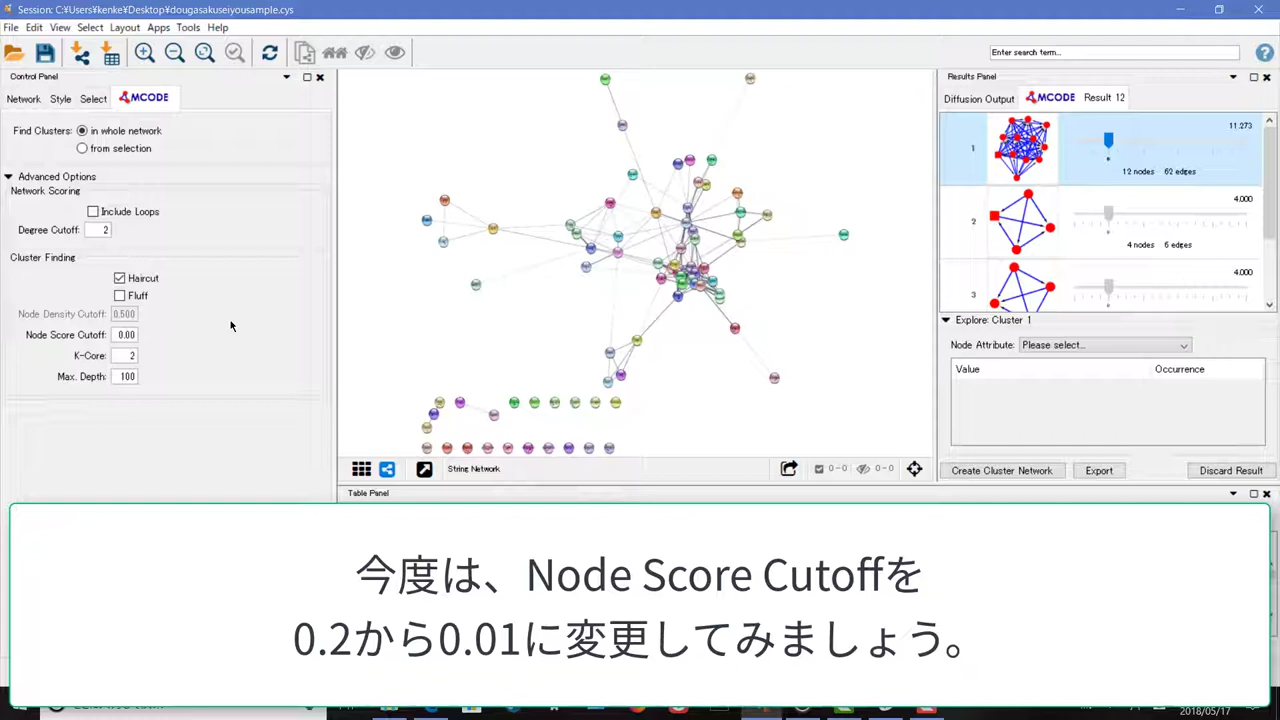 Session: C:¥Users¥kenke¥Desktop¥dougasakuseiyousample.cys
File Edit View Select Layout Apps Tools Help
Enter search term...
Control Panel
Network Style Select MCODE
Find Clusters: in whole network
from selection
Advanced Options
Network Scoring
Include Loops
Degree Cutoff: 2
Cluster Finding
Haircut
Fluff
Node Density Cutoff: 0.500
Node Score Cutoff: 0.00
K-Core: 2
Max. Depth: 100
String Network
0-0 0-0
Table Panel
Results Panel
Diffusion Output MCODE Result 12
1 11.273
12 nodes 62 edges
2 4.000
4 nodes 6 edges
3 4.000
Explore: Cluster 1
Node Attribute: Please select...
Value Occurrence
Create Cluster Network Export Discard Result
今度は、Node Score Cutoffを
0.2から0.01に変更してみましょう。
2018/05/17